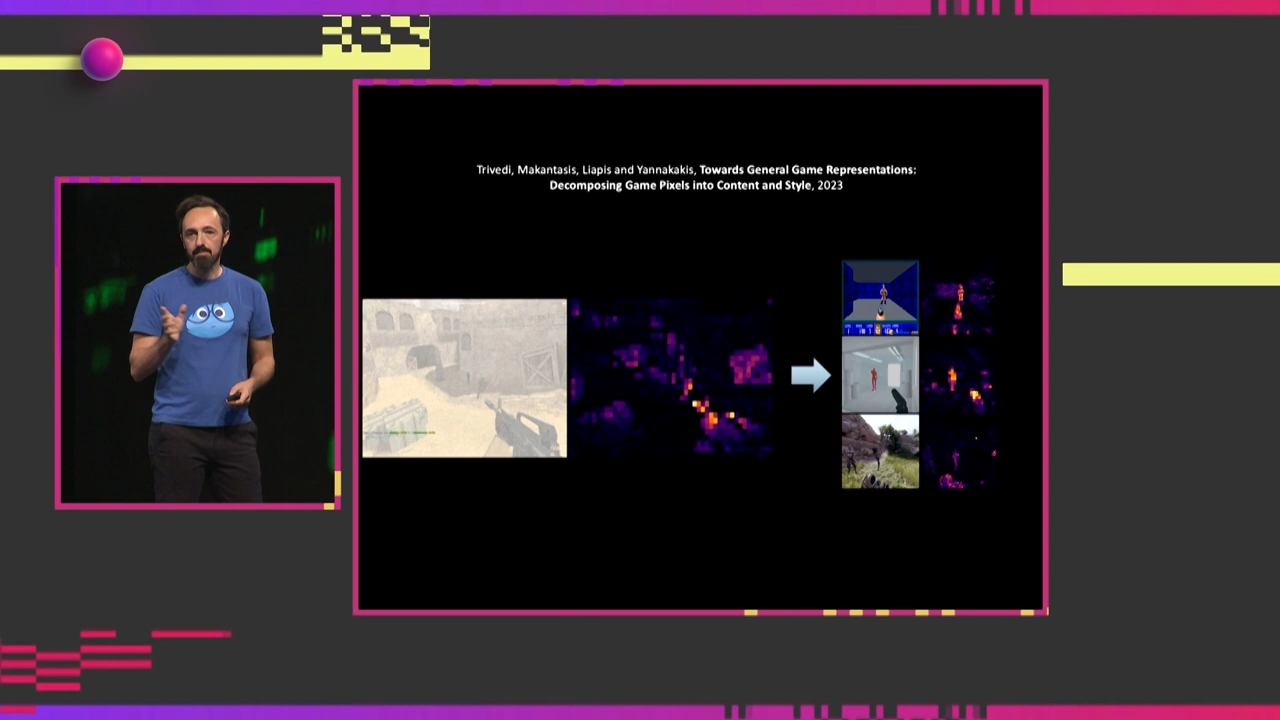 Trivedi, Makantasis, Liapis and Yannakakis, Towards General Game Representations:
Decomposing Game Pixels into Content and Style, 2023